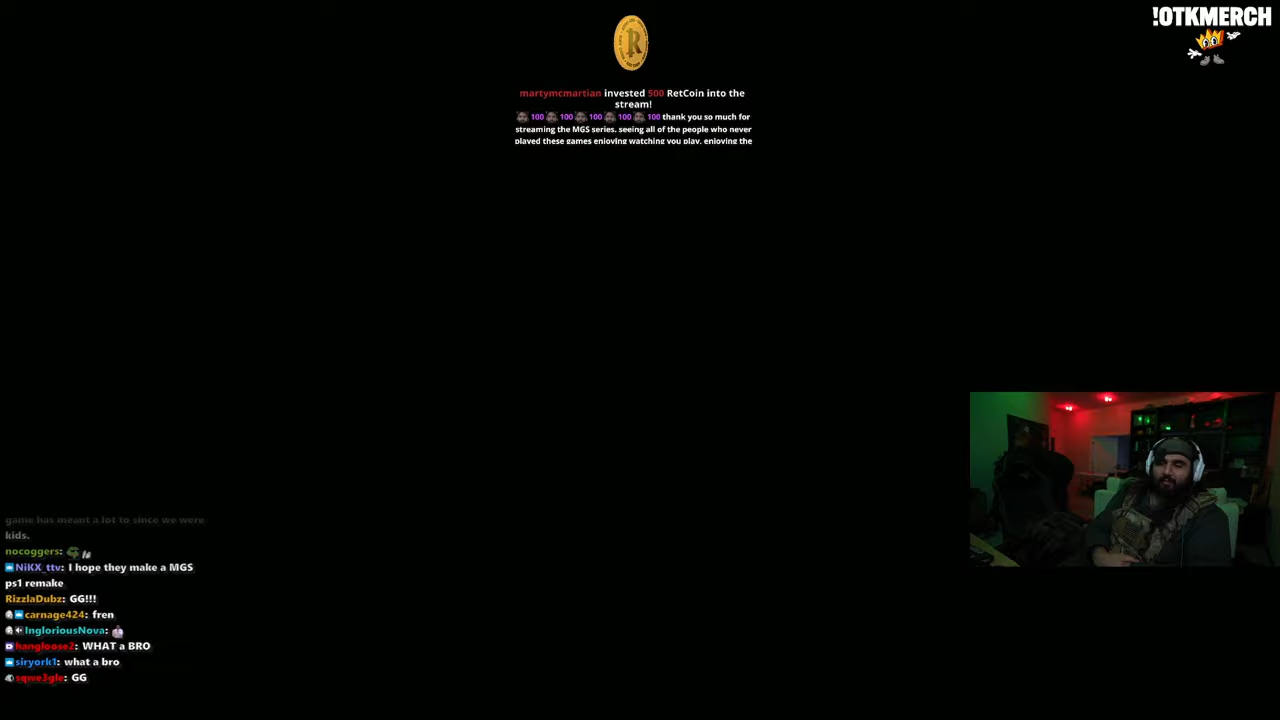 !OTKMERCH
R
martymcmartian invested 500 RetCoin into the
stream!
100 100 100 100 100 thank you so much for
streaming the MGS series. seeing all of the people who never
played these games enjoying watching you play, enjoying the
game has meant a lot to since we were
kids.
nocoggers:
NiKX_ttv: I hope they make a MGS
ps1 remake
RizzlaDubz: GG!!!
carnage424: fren
IngloriousNova:
hangloose2: WHAT a BRO
siryork1: what a bro
sqwe3gle: GG